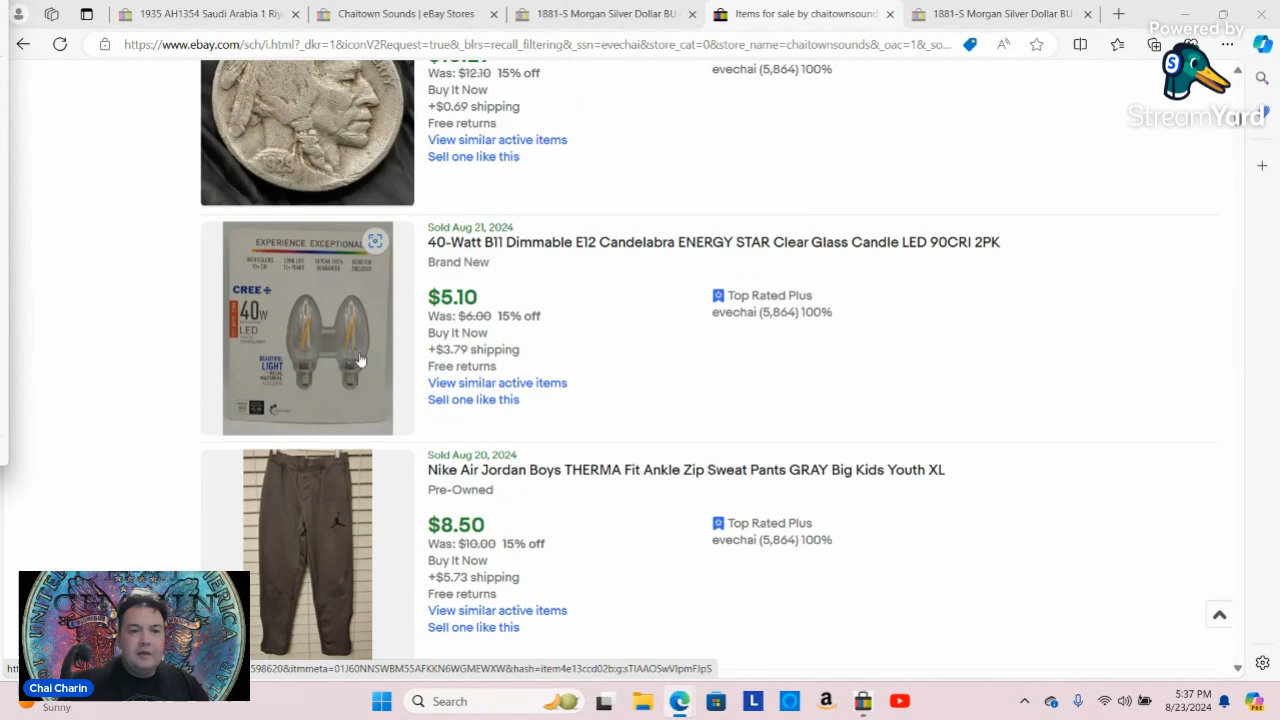 1935 AH1354 Saudi Arabia 1 Riy
Chaitown Sounds | eBay Stores
1881-S Morgan Silver Dollar BU
Items for sale by chaitownsound
1881-S Morgan Silver Dollar BU
Powered by
https://www.ebay.com/sch/i.html?_dkr=1&iconV2Request=true&_blrs=recall_filtering&_ssn=evechai&store_cat=0&store_name=chaitownsounds&_oac=1&_so...
StreamYard
evechai (5,864) 100%
Was: $12.10 15% off
Buy It Now
+$0.69 shipping
Free returns
View similar active items
Sell one like this
1929
Sold Aug 21, 2024
40-Watt B11 Dimmable E12 Candelabra ENERGY STAR Clear Glass Candle LED 90CRI 2PK
Brand New
EXPERIENCE EXCEPTIONAL
CREE
40W
LED
BEAUTIFUL
LIGHT
$5.10
Top Rated Plus
Was: $6.00 15% off
evechai (5,864) 100%
Buy It Now
+$3.79 shipping
Free returns
View similar active items
Sell one like this
Sold Aug 20, 2024
Nike Air Jordan Boys THERMA Fit Ankle Zip Sweat Pants GRAY Big Kids Youth XL
Pre-Owned
$8.50
Top Rated Plus
Was: $10.00 15% off
evechai (5,864) 100%
Buy It Now
+$5.73 shipping
Free returns
View similar active items
Sell one like this
Chai Charin
Sunny
Search
5:37 PM
8/23/2024